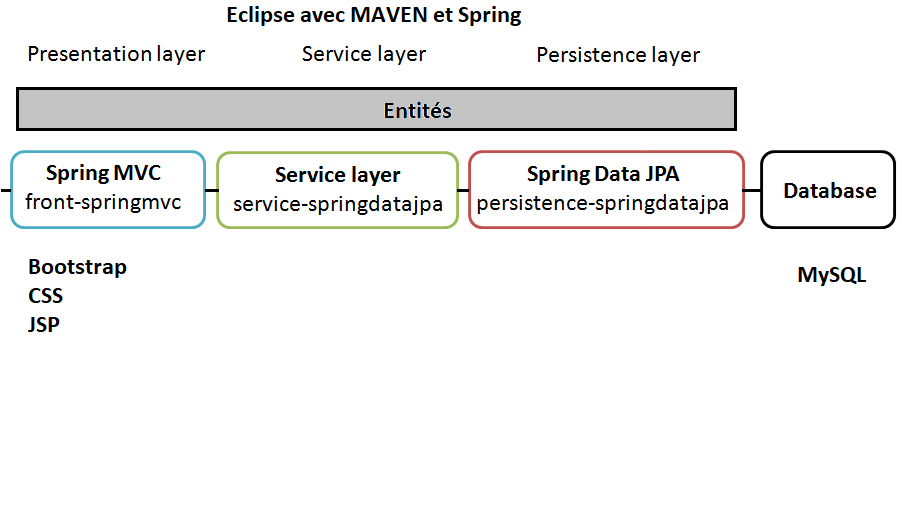 Eclipse avec MAVEN et Spring
Presentation layer
Service layer
Persistence layer
Entités
Spring MVC
front-springmvc
Service layer
service-springdatajpa
Spring Data JPA
persistence-springdatajpa
Database
Bootstrap
CSS
JSP
MySQL